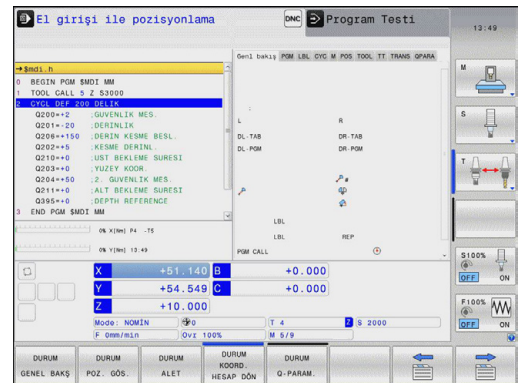 El girişi ile pozisyonlama
DNC
Program Testi
13:49
Genl bakış PGM LBL CYC M POS TOOL TT TRANS QPARA
→$mdi.h
0 BEGIN PGM $MDI MM
1 TOOL CALL 5 Z S3000
2 CYCL DEF 200 DELIK
Q200=+2 ;GUVENLIK MES.
Q201=-20 ;DERINLIK
Q206=+150 ;DERIN KESME BESL.
Q202=+5 ;KESME DERINL.
Q210=+0 ;UST BEKLEME SURESI
Q203=+0 ;YUZEY KOOR.
Q204=+50 ;2. GUVENLIK MES.
Q211=+0 ;ALT BEKLEME SURESI
Q395=+0 ;DEPTH REFERENCE
3 END PGM $MDI MM
:
L R
DL-TAB DR-TAB
DL-PGM DR-PGM
LBL
LBL REP
PGM CALL
0% X[Nm] P4 -T5
0% Y[Nm] 13:49
X +51.140 B +0.000
Y +54.549 C +0.000
Z +10.000
Mode: NOMİN 0 T 4 Z S 2000
F 0mm/min Ovr 100% M 5/9
M
S
T
S100%
OFF ON
F100%
OFF ON
DURUM
GENEL BAKŞ
DURUM
POZ. GÖS.
DURUM
ALET
DURUM
KOORD.
HESAP DÖN
DURUM
Q-PARAM.